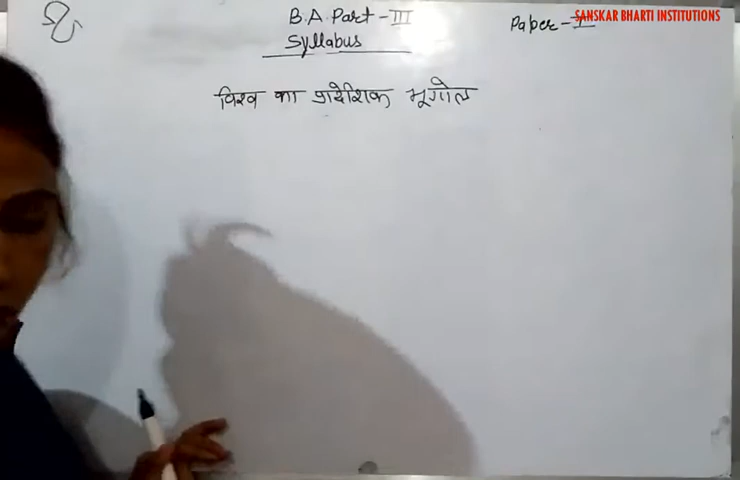 B.A. Part - III
Paper - I
SANSKAR BHARTI INSTITUTIONS
Syllabus
विश्व का प्रादेशिक भूगोल